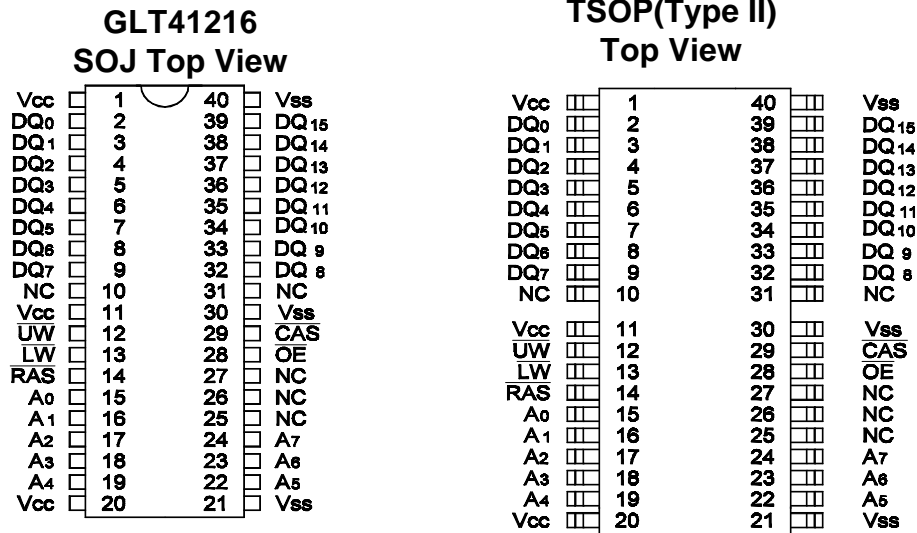 GLT41216
SOJ Top View
Vcc 1 40 Vss
DQ0 2 39 DQ15
DQ1 3 38 DQ14
DQ2 4 37 DQ13
DQ3 5 36 DQ12
DQ4 6 35 DQ11
DQ5 7 34 DQ10
DQ6 8 33 DQ 9
DQ7 9 32 DQ 8
NC 10 31 NC
Vcc 11 30 Vss
UW 12 29 CAS
LW 13 28 OE
RAS 14 27 NC
A0 15 26 NC
A1 16 25 NC
A2 17 24 A7
A3 18 23 A6
A4 19 22 A5
Vcc 20 21 Vss
TSOP(Type II)
Top View
Vcc 1 40 Vss
DQ0 2 39 DQ15
DQ1 3 38 DQ14
DQ2 4 37 DQ13
DQ3 5 36 DQ12
DQ4 6 35 DQ11
DQ5 7 34 DQ10
DQ6 8 33 DQ 9
DQ7 9 32 DQ 8
NC 10 31 NC
Vcc 11 30 Vss
UW 12 29 CAS
LW 13 28 OE
RAS 14 27 NC
A0 15 26 NC
A1 16 25 NC
A2 17 24 A7
A3 18 23 A6
A4 19 22 A5
Vcc 20 21 Vss